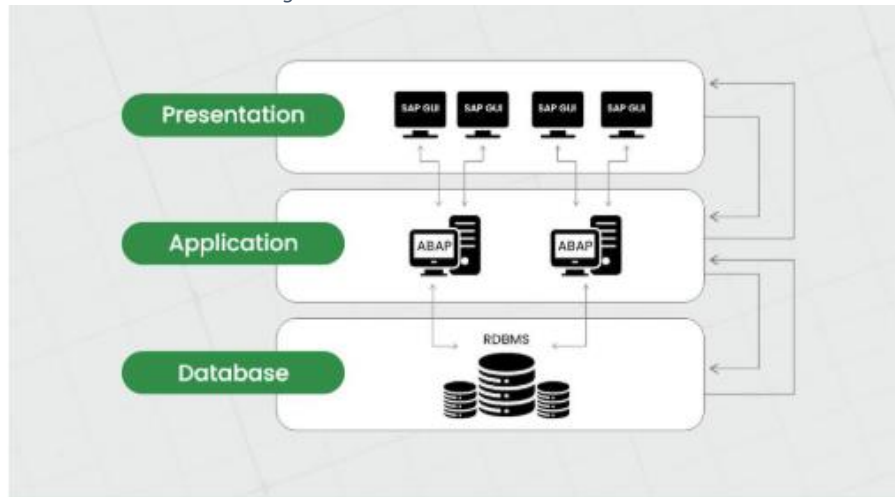 Presentation
SAP GUI SAP GUI SAP GUI SAP GUI
Application
ABAP ABAP
RDBMS
Database